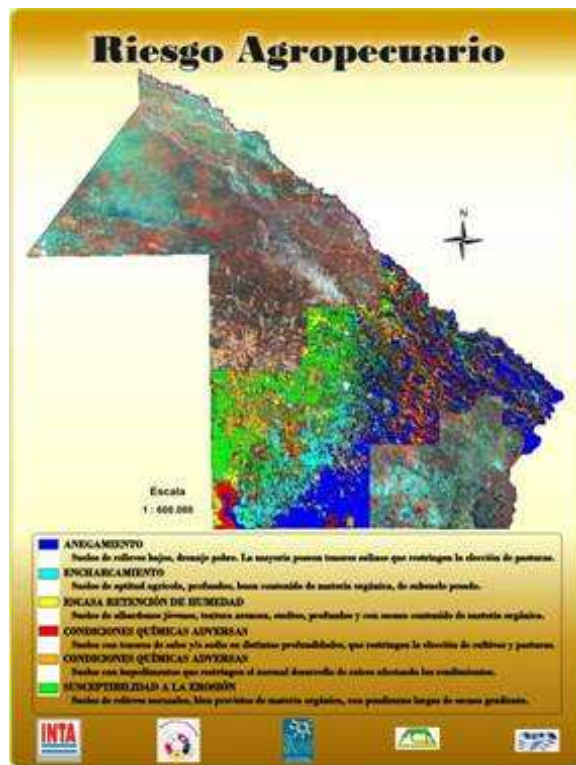 Riesgo Agropecuario
N
Escala
1 : 600.000
ANEGAMIENTO
Suelos de relieves bajos, drenaje pobre. La mayoría poseen tenores salinos que restringen la elección de pasturas.
ENCHARCAMIENTO
Suelos de aptitud agrícola, profundos, buen contenido de materia orgánica, de subsuelo pesado.
ESCASA RETENCIÓN DE HUMEDAD
Suelos de albardones jóvenes, textura arenosa, sueltos, profundos y con escaso contenido de materia orgánica.
CONDICIONES QUÍMICAS ADVERSAS
Suelos con tenores de sales y/o sodio en distintas profundidades, que restringen la elección de cultivos y pasturas.
CONDICIONES QUÍMICAS ADVERSAS
Suelos con impedimentos que restringen el normal desarrollo de raíces afectando los rendimientos.
SUSCEPTIBILIDAD A LA EROSIÓN
Suelos de relieves normales, bien provistos de materia orgánica, con pendientes largas de escaso gradiente.
INTA